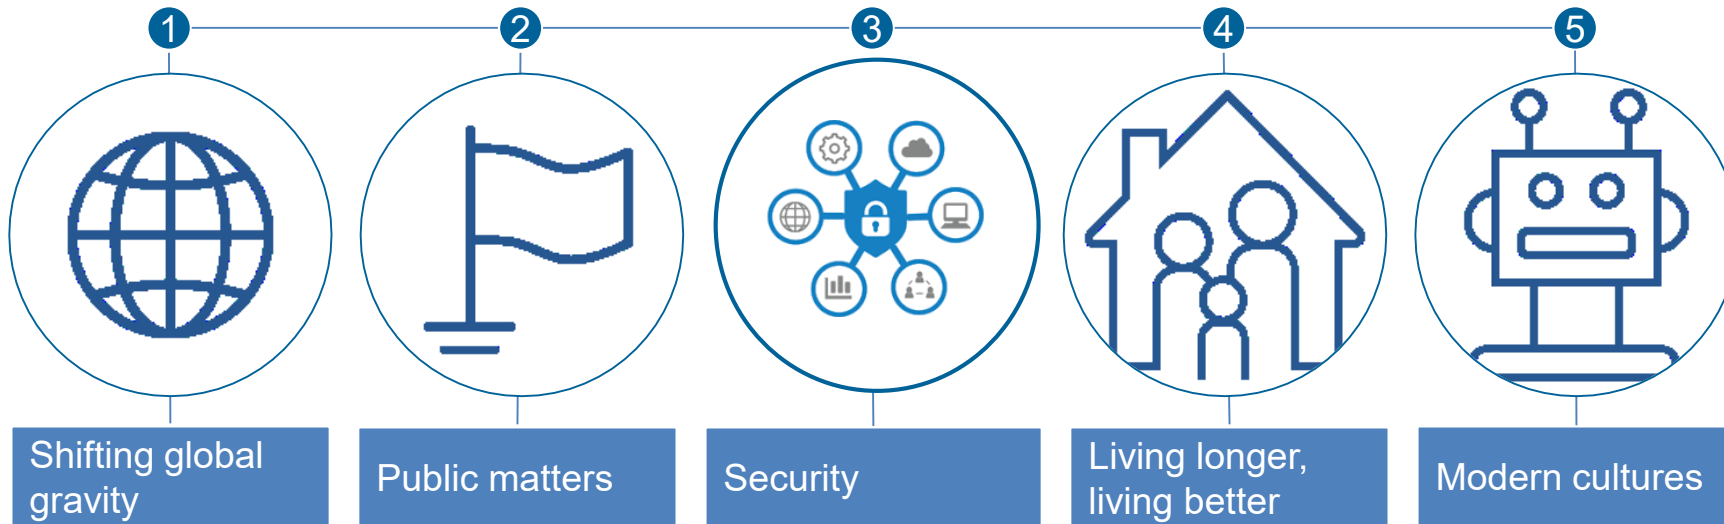 1 2 3 4 5
Shifting global
gravity
Public matters
Security
Living longer,
living better
Modern cultures